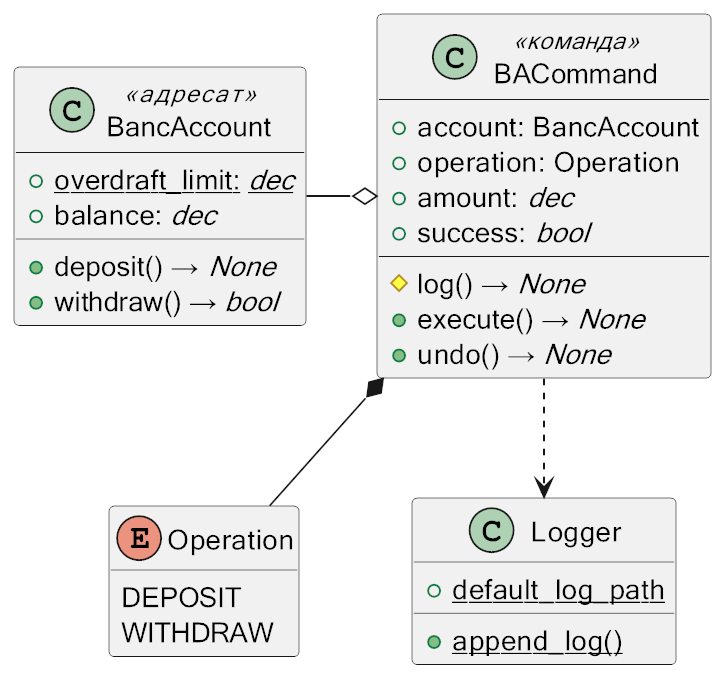 C «адресат»
BancAccount
overdraft_limit: dec
balance: dec
deposit() → None
withdraw() → bool
C «команда»
BACommand
account: BancAccount
operation: Operation
amount: dec
success: bool
log() → None
execute() → None
undo() → None
E Operation
DEPOSIT
WITHDRAW
C Logger
default_log_path
append_log()